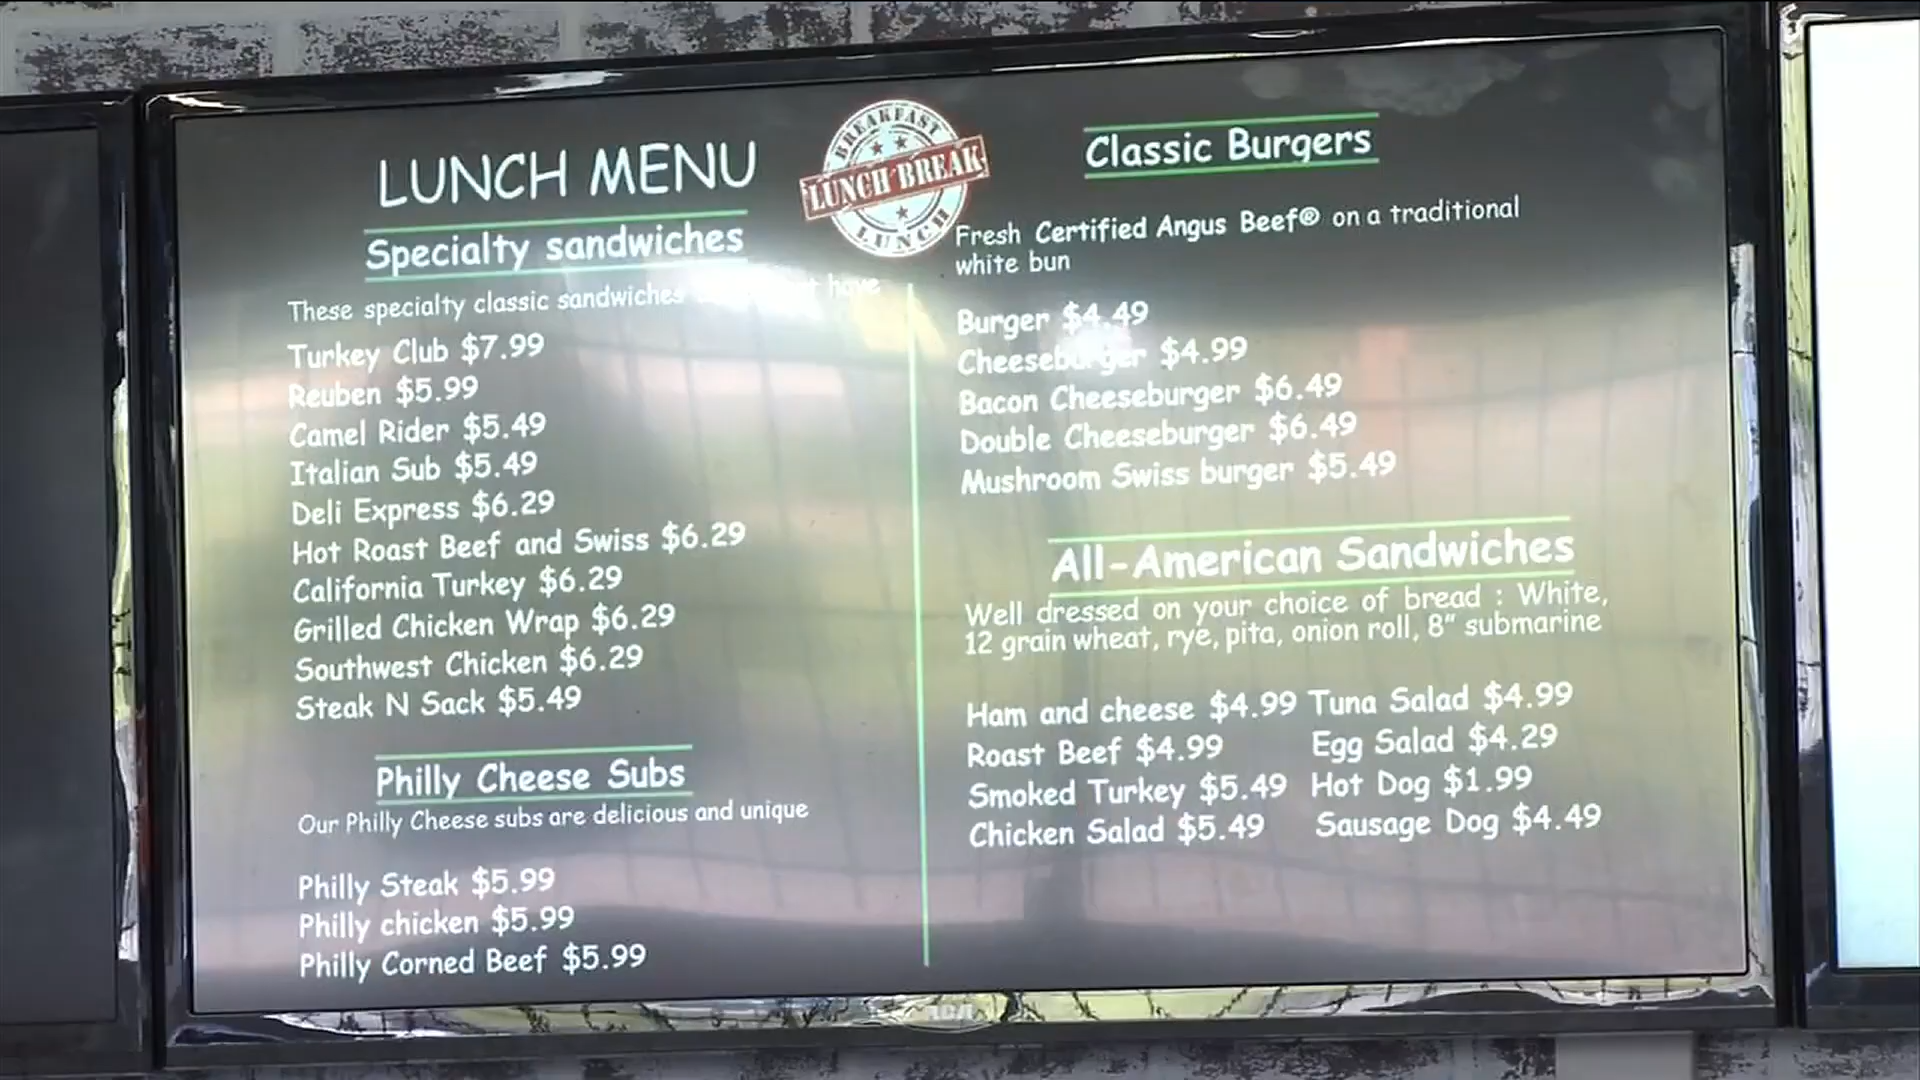 LUNCH MENU
Specialty sandwiches
These specialty classic sandwiches have
Turkey Club $7.99
Reuben $5.99
Camel Rider $5.49
Italian Sub $5.49
Deli Express $6.29
Hot Roast Beef and Swiss $6.29
California Turkey $6.29
Grilled Chicken Wrap $6.29
Southwest Chicken $6.29
Steak N Sack $5.49
Philly Cheese Subs
Our Philly Cheese subs are delicious and unique
Philly Steak $5.99
Philly chicken $5.99
Philly Corned Beef $5.99
BREAKFAST
LUNCH BREAK
LUNCH
Classic Burgers
Fresh Certified Angus Beef® on a traditional
white bun
Burger $4.49
Cheeseburger $4.99
Bacon Cheeseburger $6.49
Double Cheeseburger $6.49
Mushroom Swiss burger $5.49
All-American Sandwiches
Well dressed on your choice of bread : White,
12 grain wheat, rye, pita, onion roll, 8" submarine
Ham and cheese $4.99 Tuna Salad $4.99
Roast Beef $4.99 Egg Salad $4.29
Smoked Turkey $5.49 Hot Dog $1.99
Chicken Salad $5.49 Sausage Dog $4.49
RCA